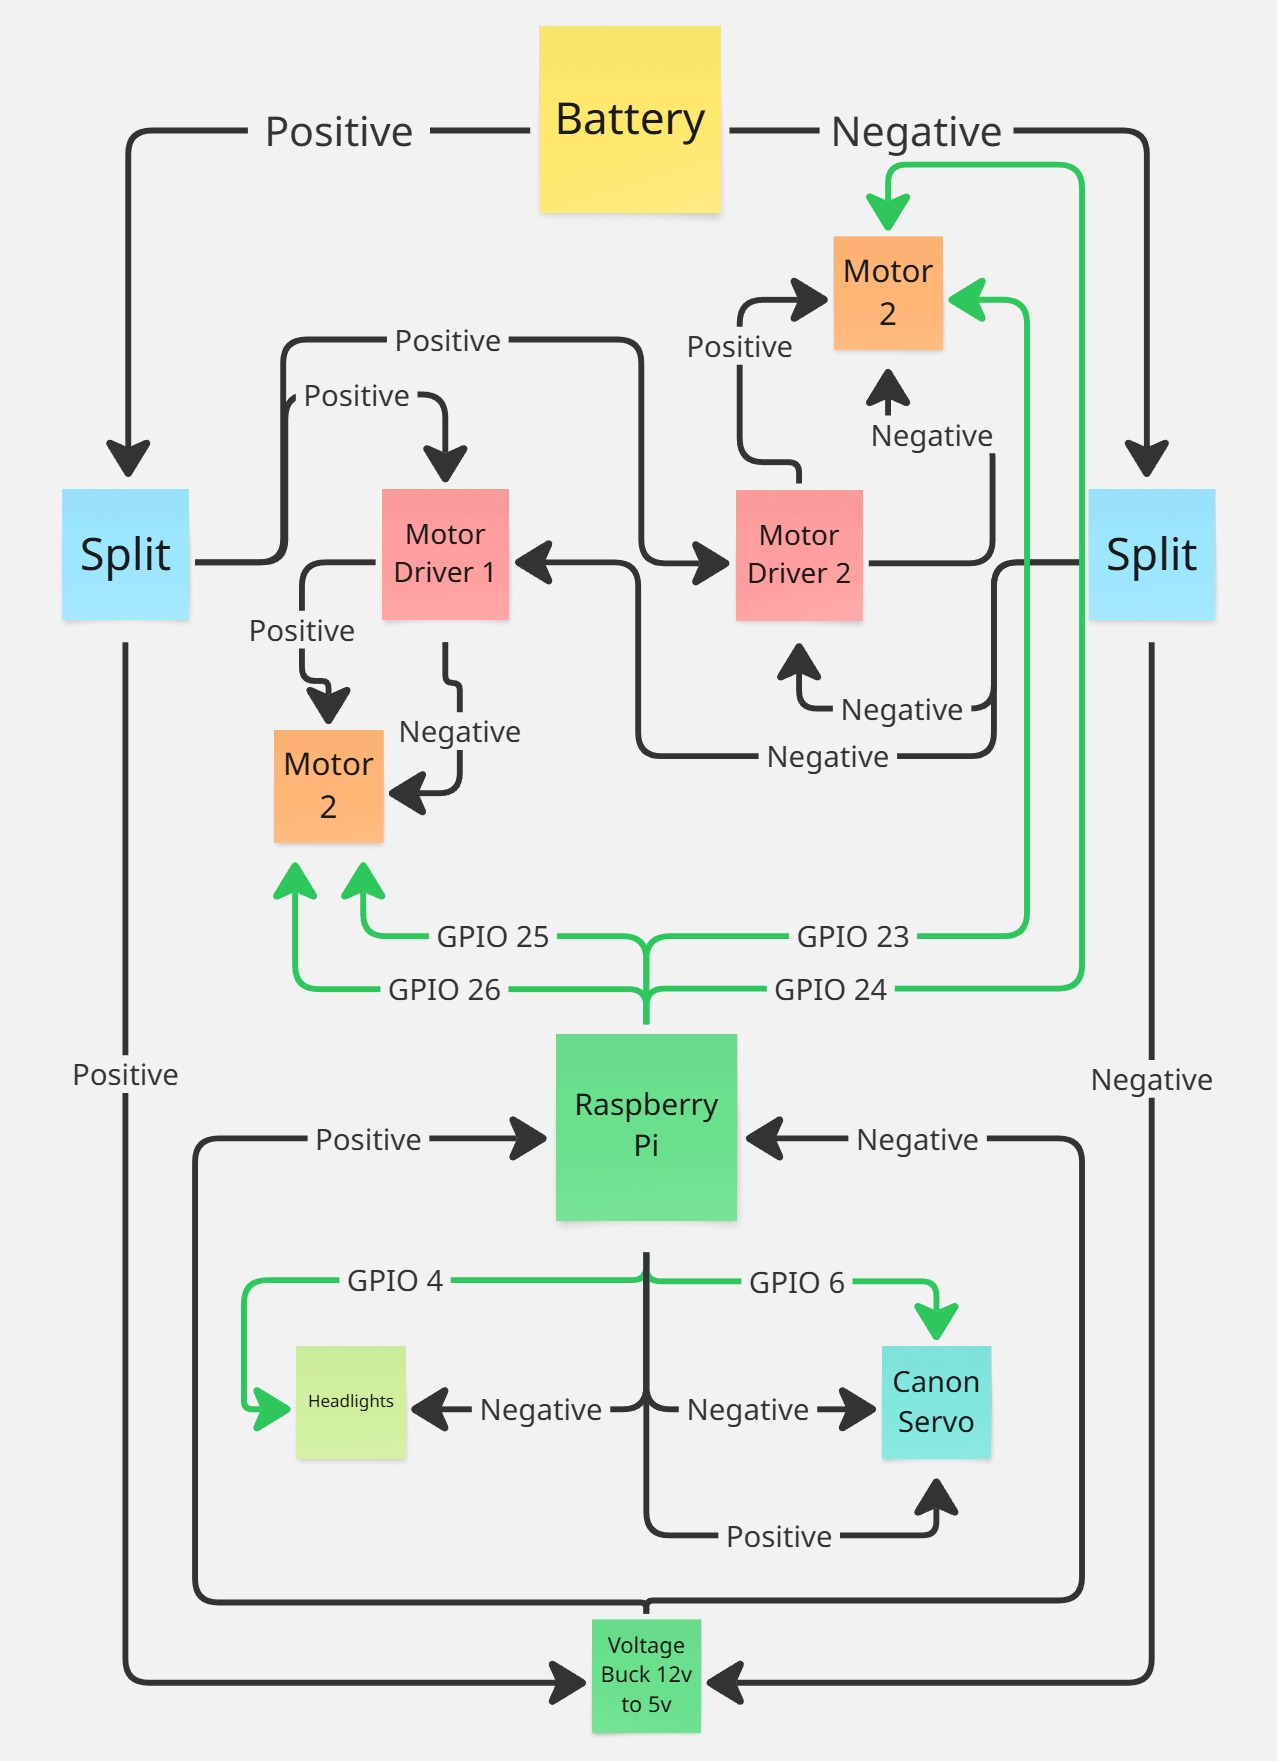 Battery
Positive
Negative
Motor
2
Positive
Positive
Positive
Negative
Split
Motor
Driver 1
Motor
Driver 2
Split
Positive
Negative
Negative
Negative
Motor
2
GPIO 25
GPIO 23
GPIO 26
GPIO 24
Positive
Negative
Raspberry
Pi
Positive
Negative
GPIO 4
GPIO 6
Headlights
Negative
Negative
Canon
Servo
Positive
Voltage
Buck 12v
to 5v